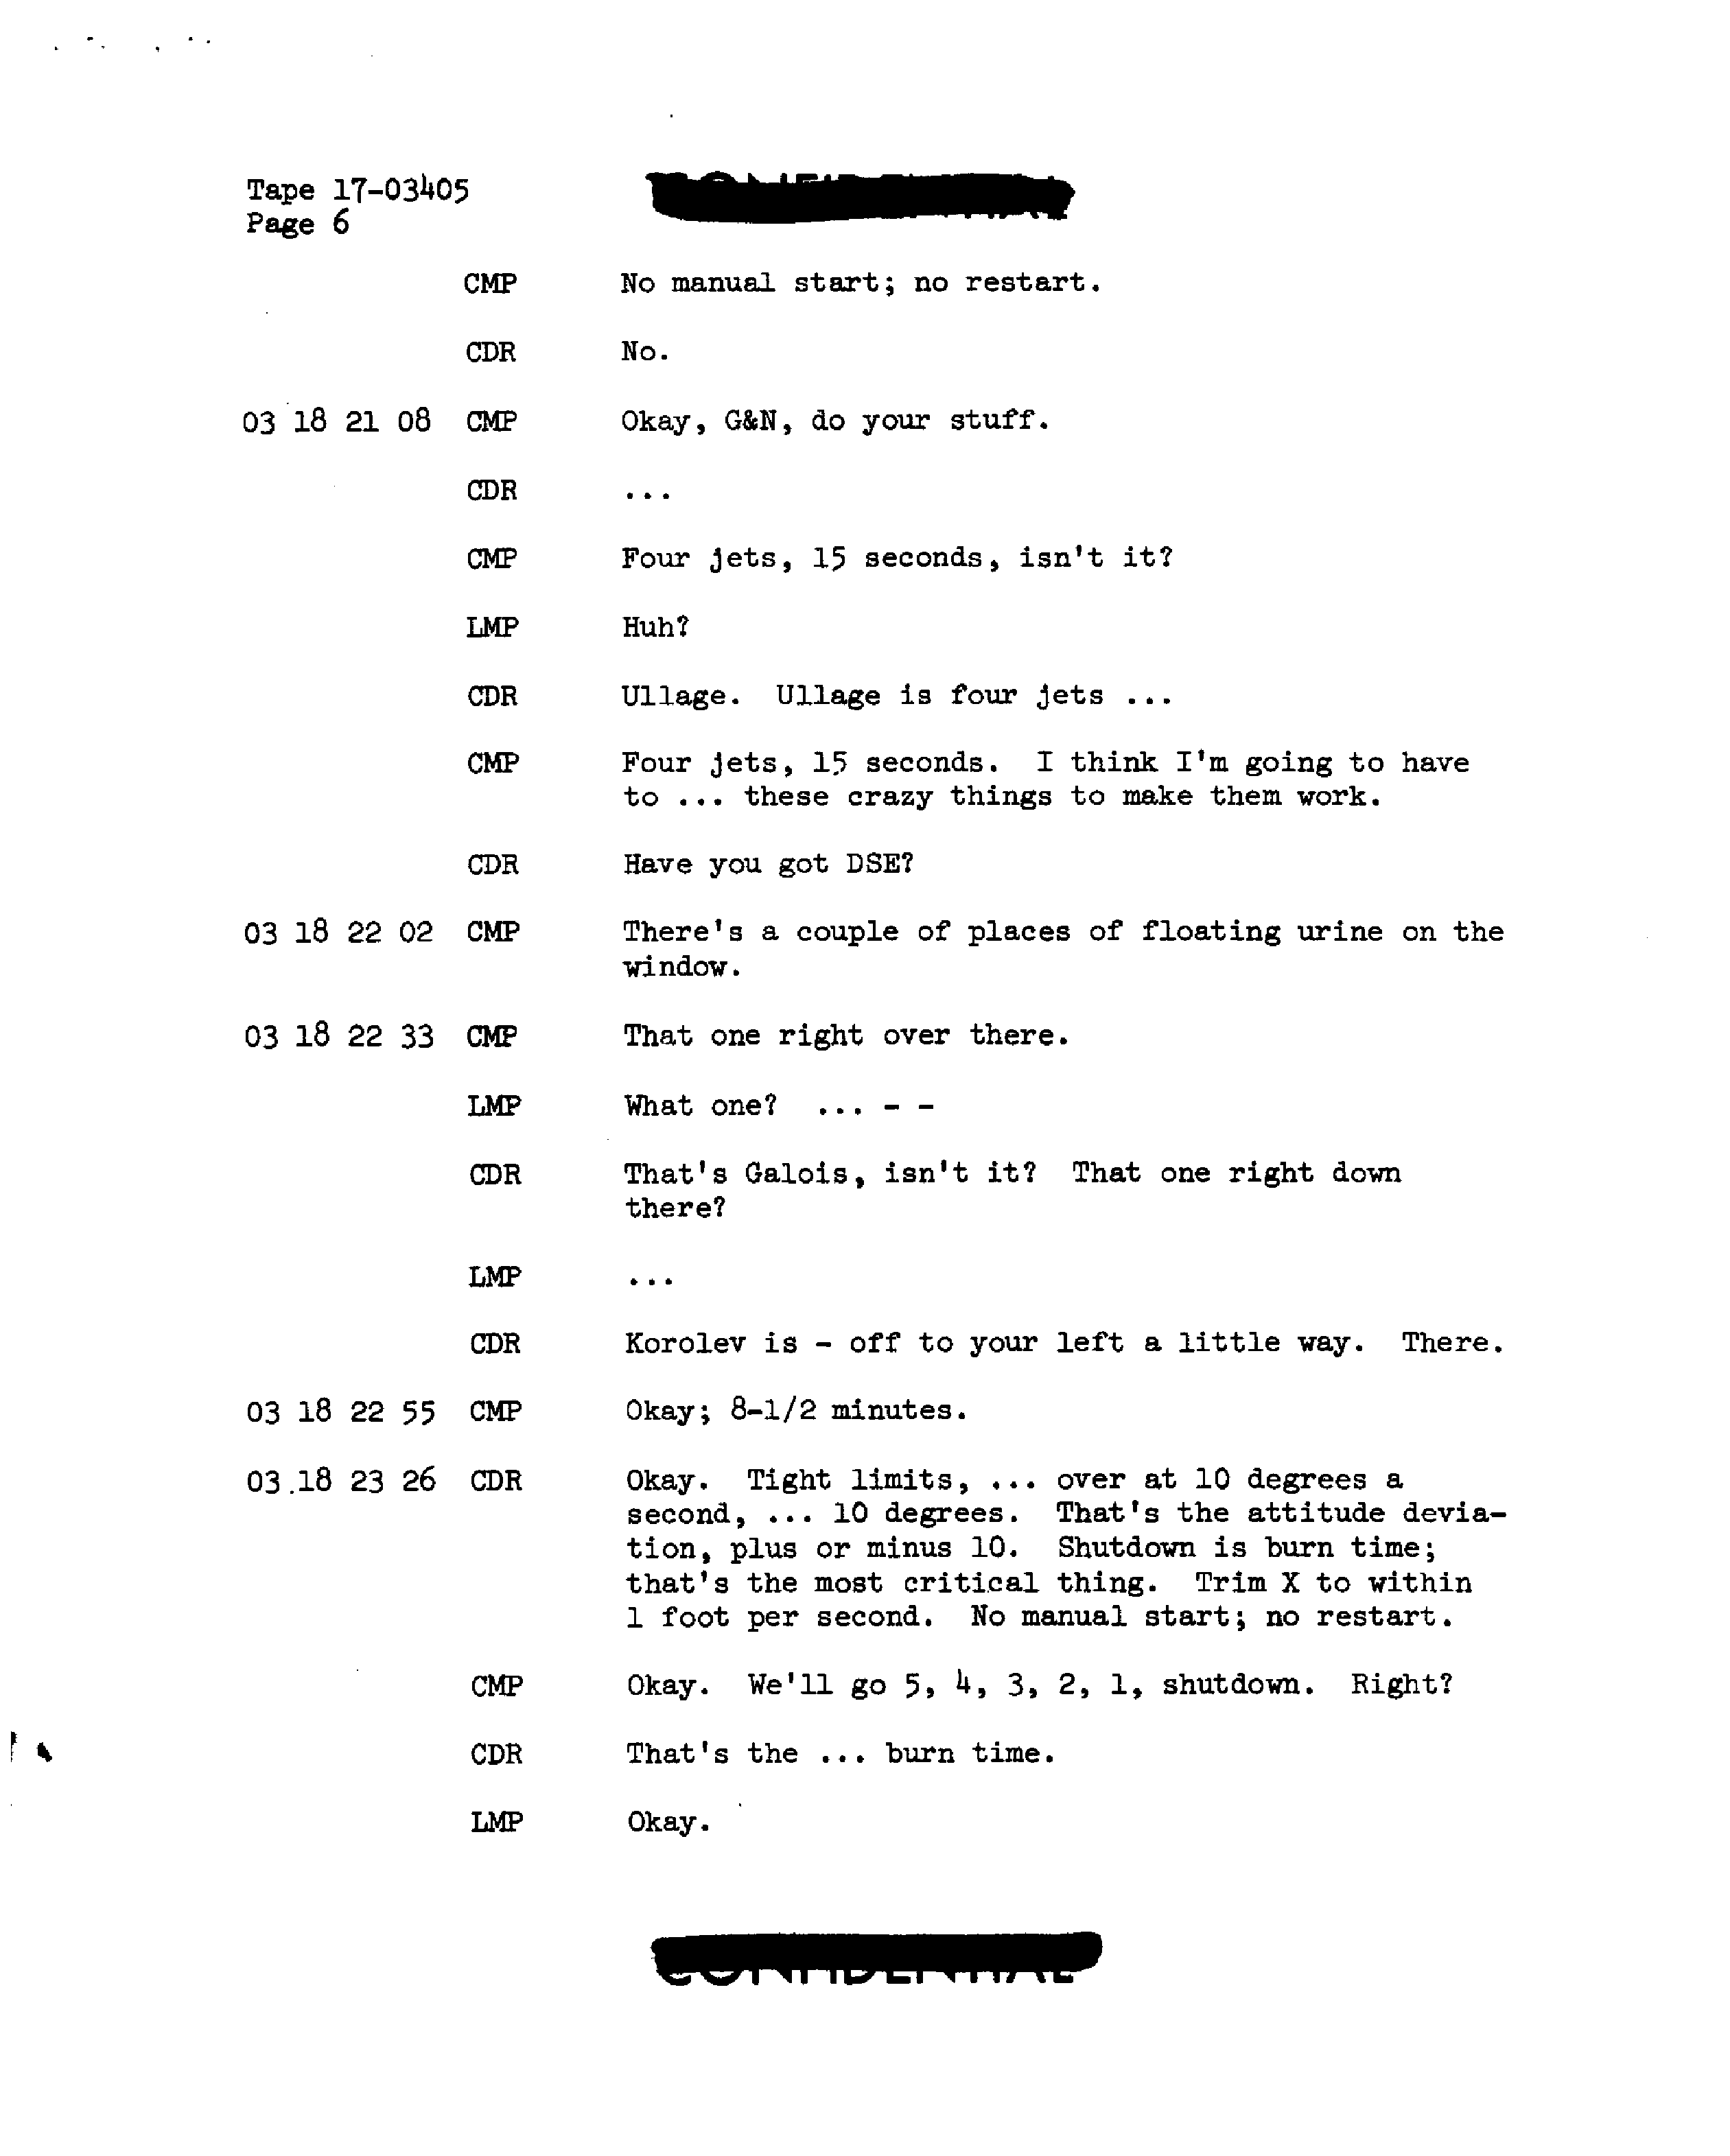 Tape 17-03405
Page 6
CMP No manual start; no restart.
CDR No.
03 18 21 08 CMP Okay, G&N, do your stuff.
CDR ...
CMP Four jets, 15 seconds, isn't it?
LMP Huh?
CDR Ullage. Ullage is four jets ...
CMP Four jets, 15 seconds. I think I'm going to have
to ... these crazy things to make them work.
CDR Have you got DSE?
03 18 22 02 CMP There's a couple of places of floating urine on the
window.
03 18 22 33 CMP That one right over there.
LMP What one? ... - -
CDR That's Galois, isn't it? That one right down
there?
LMP ...
CDR Korolev is - off to your left a little way. There.
03 18 22 55 CMP Okay; 8-1/2 minutes.
03 18 23 26 CDR Okay. Tight limits, ... over at 10 degrees a
second, ... 10 degrees. That's the attitude devia-
tion, plus or minus 10. Shutdown is burn time;
that's the most critical thing. Trim X to within
1 foot per second. No manual start; no restart.
CMP Okay. We'll go 5, 4, 3, 2, 1, shutdown. Right?
CDR That's the ... burn time.
LMP Okay.